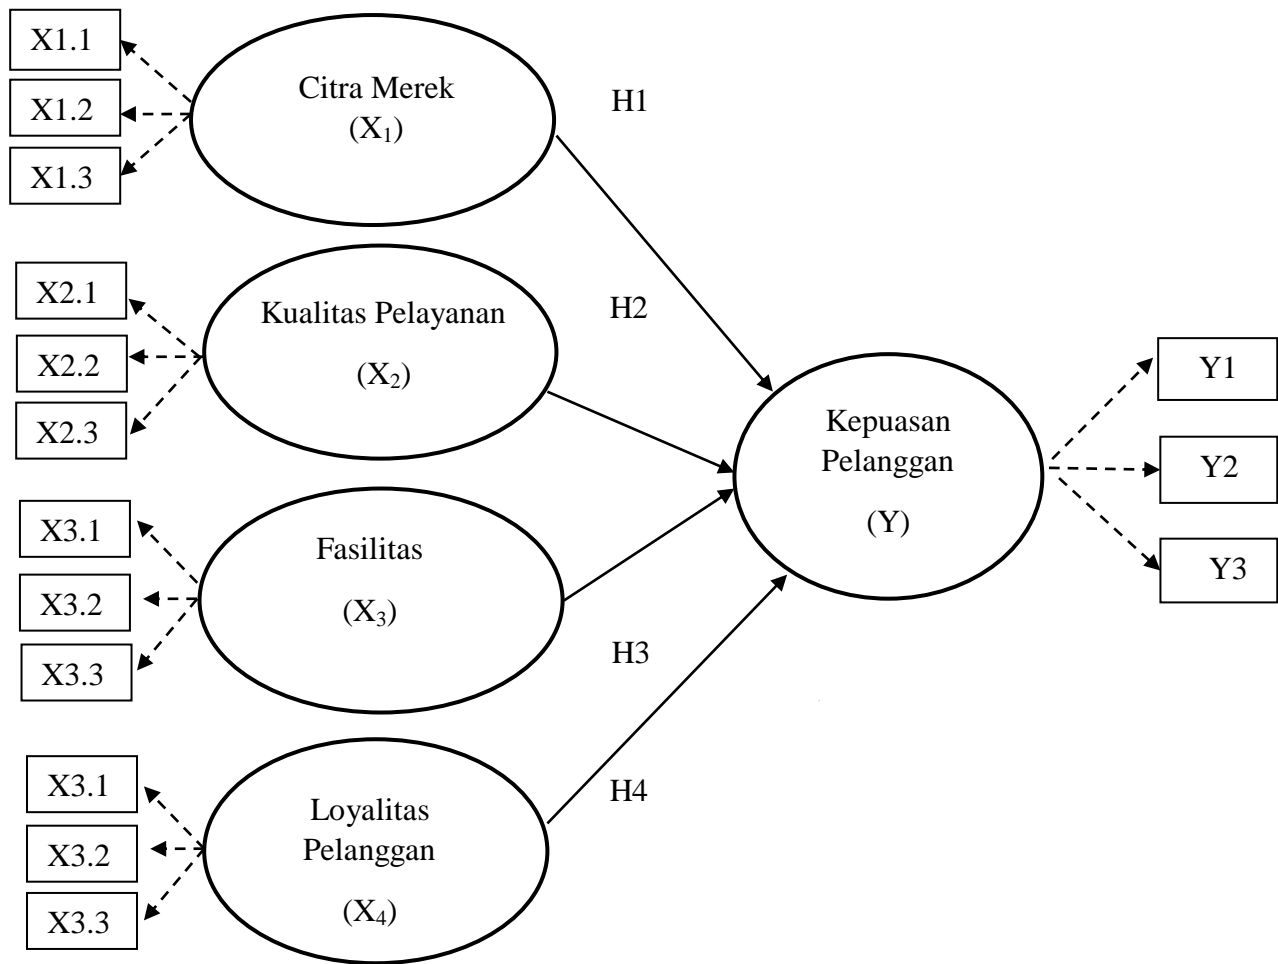 X1.1
X1.2
X1.3
Citra Merek
(X₁)
H1
X2.1
X2.2
X2.3
Kualitas Pelayanan
(X₂)
H2
X3.1
X3.2
X3.3
Fasilitas
(X₃)
H3
X3.1
X3.2
X3.3
Loyalitas
Pelanggan
(X₄)
H4
Kepuasan
Pelanggan
(Y)
Y1
Y2
Y3